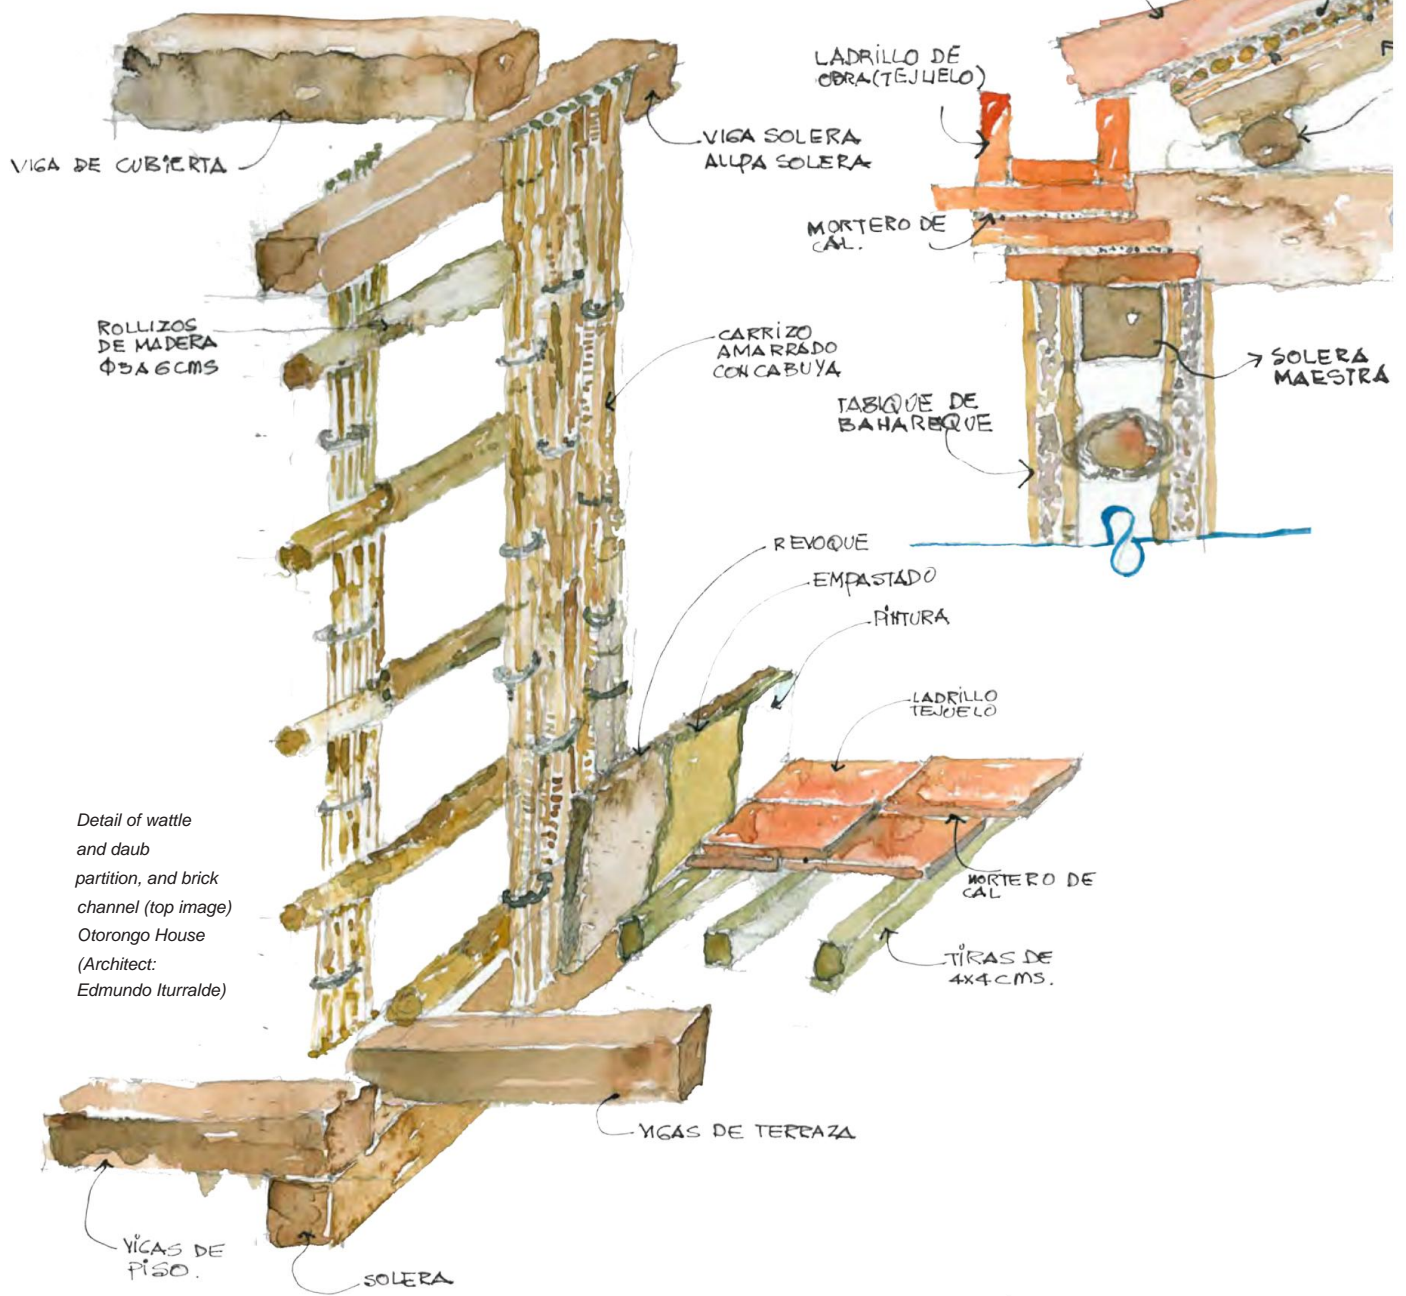 LADRILLO DE
OBRA (TEJUELO)
VIGA DE CUBIERTA
VIGA SOLERA
ALLPA SOLERA
MORTERO DE
CAL.
ROLLIZOS
DE MADERA
Φ5A6CMS
CARRIZO
AMARRADO
CON CABUYA
SOLERA
MAESTRA
TABIQUE DE
BAHAREQUE
REVOQUE
EMPASTADO
PINTURA
LADRILLO
TEJUELO
Detail of wattle
and daub
partition, and brick
channel (top image)
Otorongo House
(Architect:
Edmundo Iturralde)
MORTERO DE
CAL
TIRAS DE
4x4 CMS.
VIGAS DE TERRAZA
VIGAS DE
PISO.
SOLERA